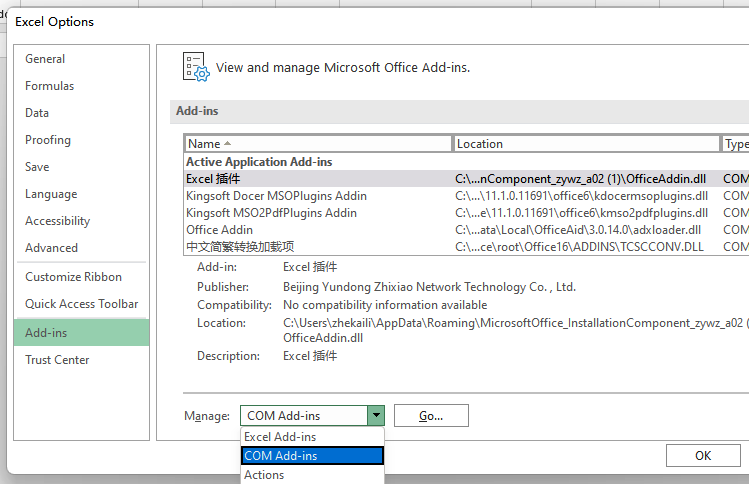 Excel Options
General
Formulas
Data
Proofing
Save
Language
Accessibility
Advanced
Customize Ribbon
Quick Access Toolbar
Add-ins
Trust Center
View and manage Microsoft Office Add-ins.
Add-ins
Name Location Type
Active Application Add-ins
Excel 插件 C:\...nComponent_zywz_a02 (1)\OfficeAddin.dll COM
Kingsoft Docer MSOPlugins Addin C:\...\11.1.0.11691\office6\kdocermsoplugins.dll COM
Kingsoft MSO2PdfPlugins Addin C:\...e\11.1.0.11691\office6\kmso2pdfplugins.dll COM
Office Addin C:\...ata\Local\OfficeAid\3.0.14.0\adxloader.dll COM
中文简繁转换加载项 C:\...ce\root\Office16\ADDINS\TCSCCONV.DLL COM
Add-in: Excel 插件
Publisher: Beijing Yundong Zhixiao Network Technology Co. , Ltd.
Compatibility: No compatibility information available
Location: C:\Users\zhekaili\AppData\Roaming\MicrosoftOffice_InstallationComponent_zywz_a02 (
OfficeAddin.dll
Description: Excel 插件
Manage: COM Add-ins Go...
Excel Add-ins
COM Add-ins
Actions
OK